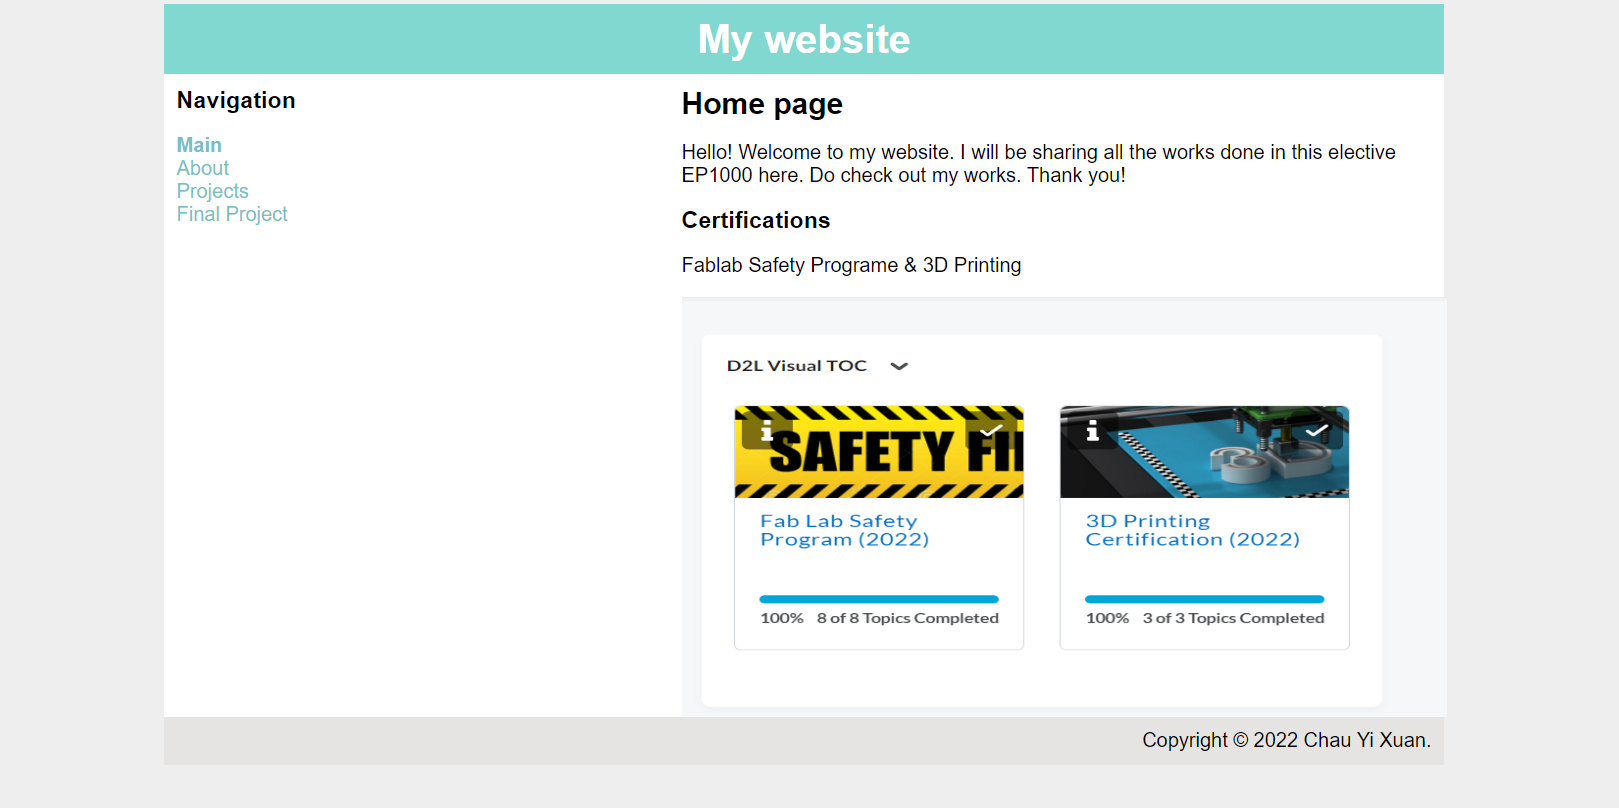 My website
Navigation
Main
About
Projects
Final Project
Home page
Hello! Welcome to my website. I will be sharing all the works done in this elective
EP1000 here. Do check out my works. Thank you!
Certifications
Fablab Safety Programe & 3D Printing
D2L Visual TOC
SAFETY FI
Fab Lab Safety
Program (2022)
100% 8 of 8 Topics Completed
3D
3D Printing
Certification (2022)
100% 3 of 3 Topics Completed
Copyright © 2022 Chau Yi Xuan.